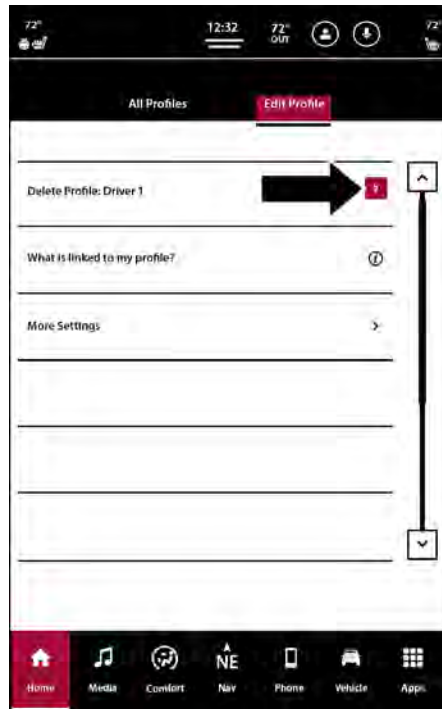 72°
12:32
72°
OUT
72°
All Profiles
Edit Profile
Delete Profile: Driver 1
What is linked to my profile?
More Settings
Home
Media
Comfort
NE
Nav
Phone
Vehicle
Apps